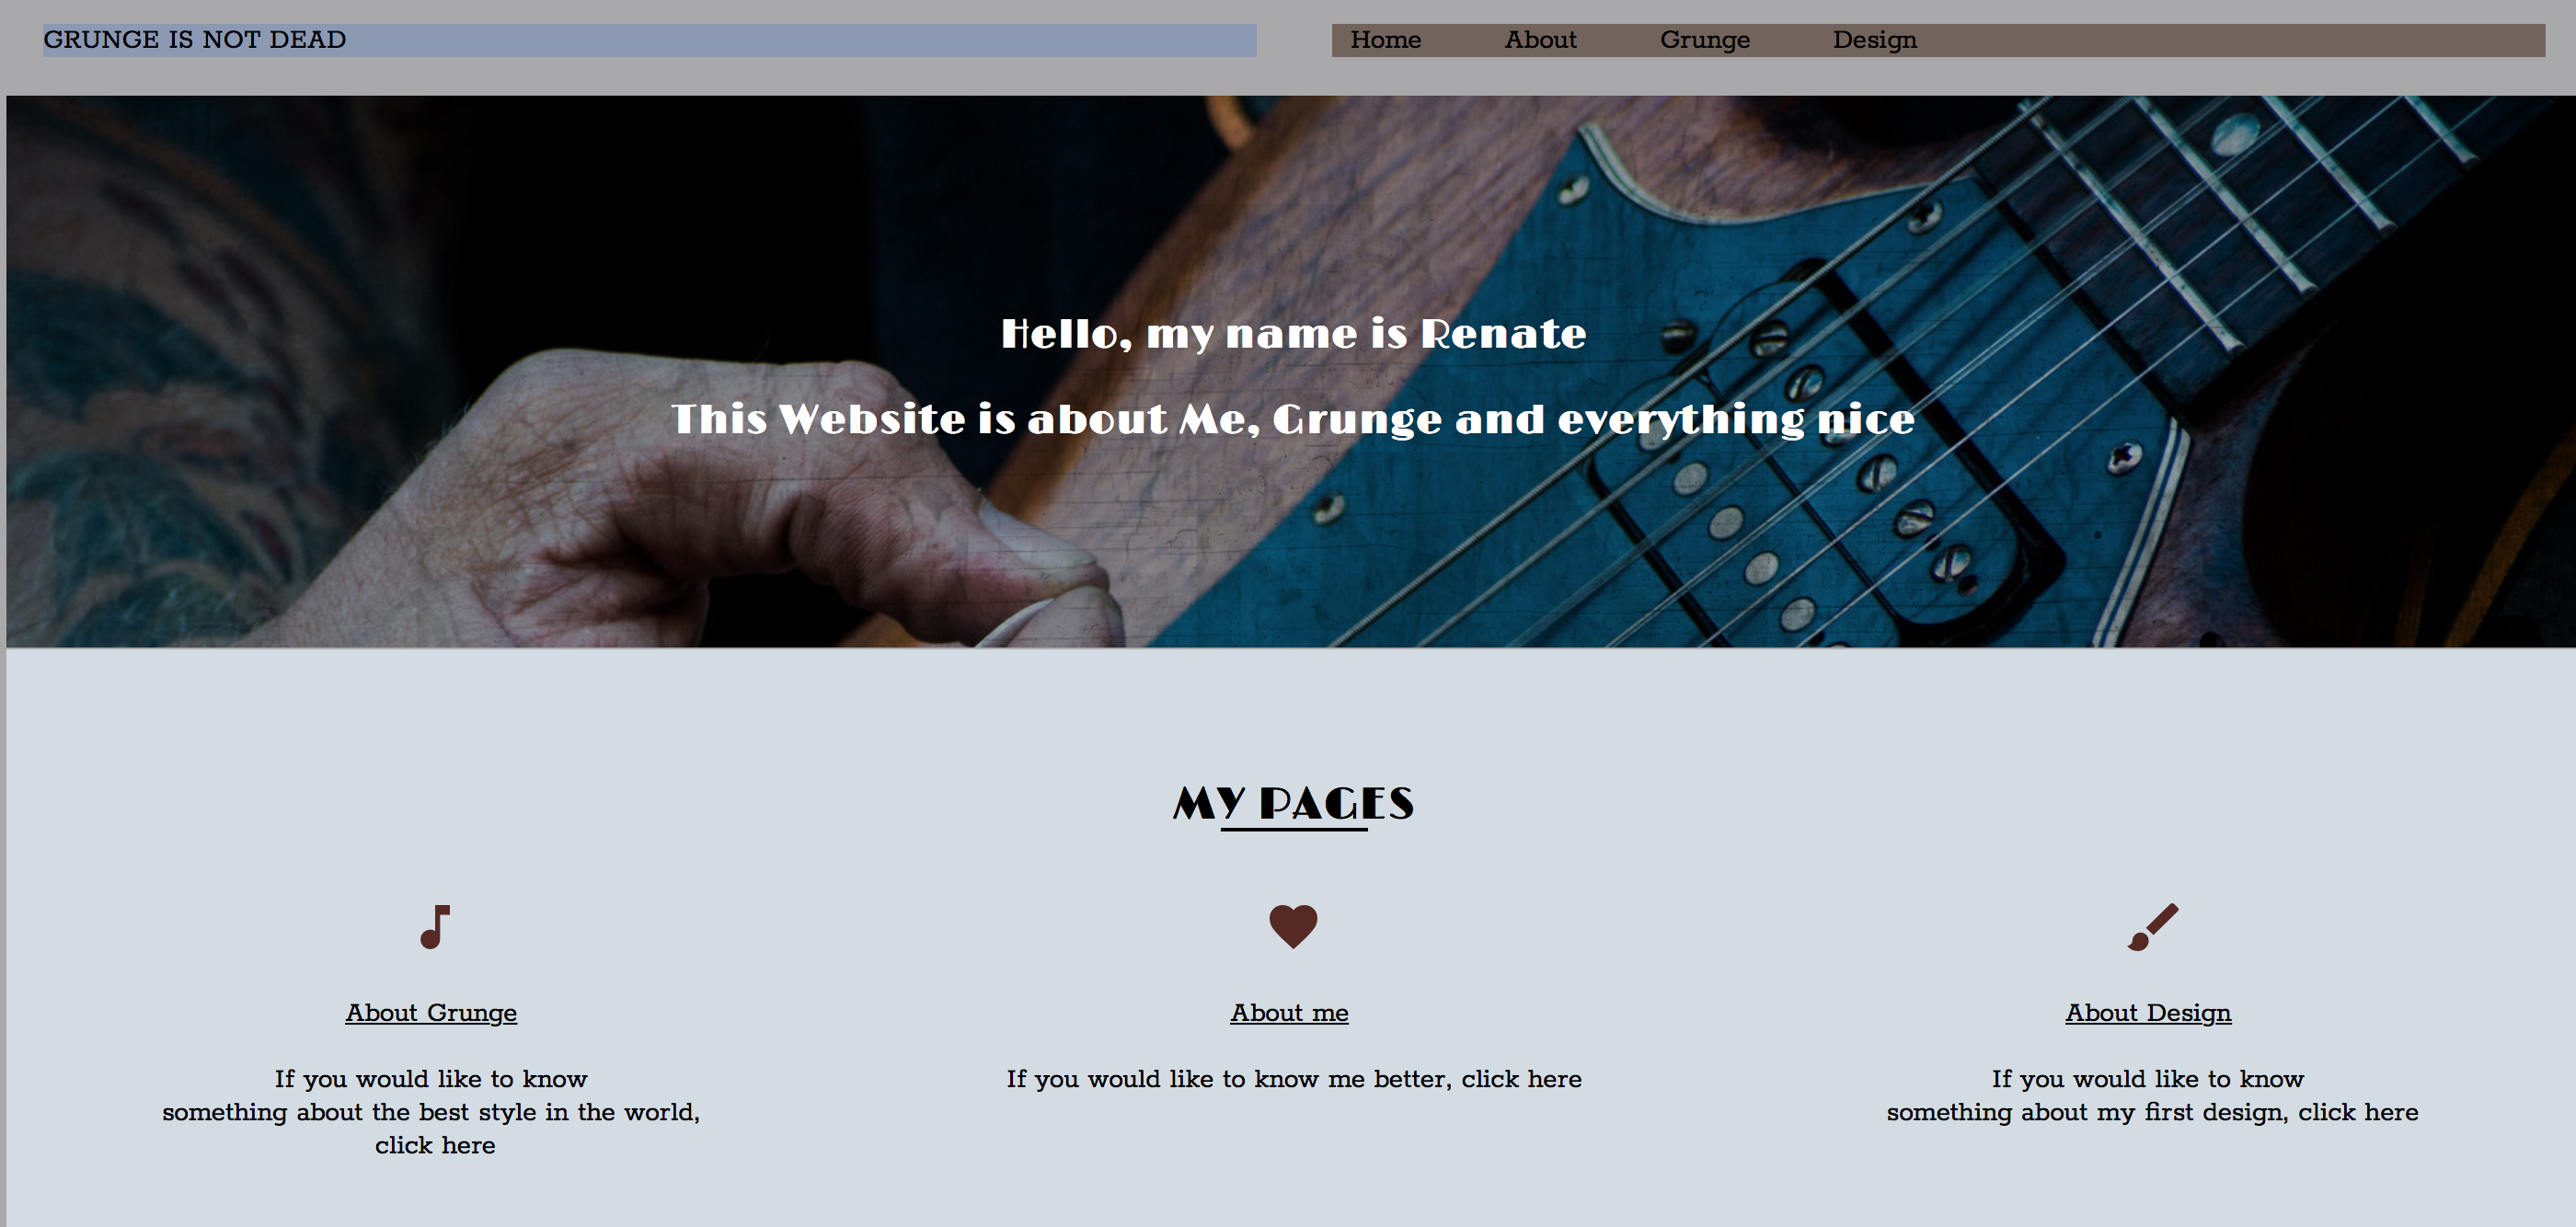 GRUNGE IS NOT DEAD
Home About Grunge Design
Hello, my name is Renate
This Website is about Me, Grunge and everything nice
MY PAGES
About Grunge
About me
About Design
If you would like to know
something about the best style in the world,
click here
If you would like to know me better, click here
If you would like to know
something about my first design, click here